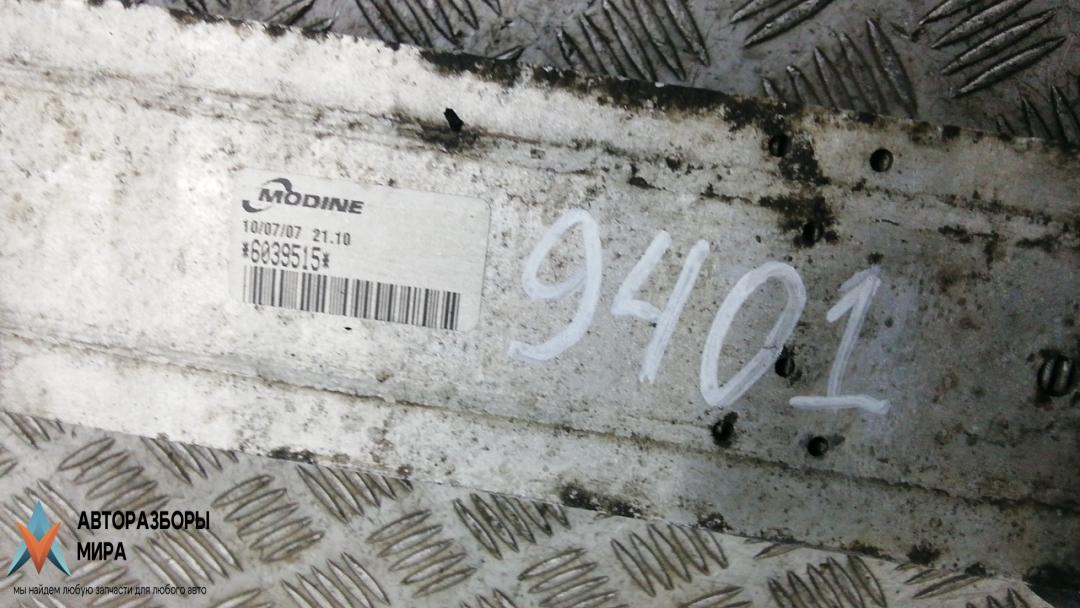 MODINE
10/07/07 21.10
*6039515*
9401
АВТОРАЗБОРЫ
МИРА
мы найдем любую запчасти для любого авто